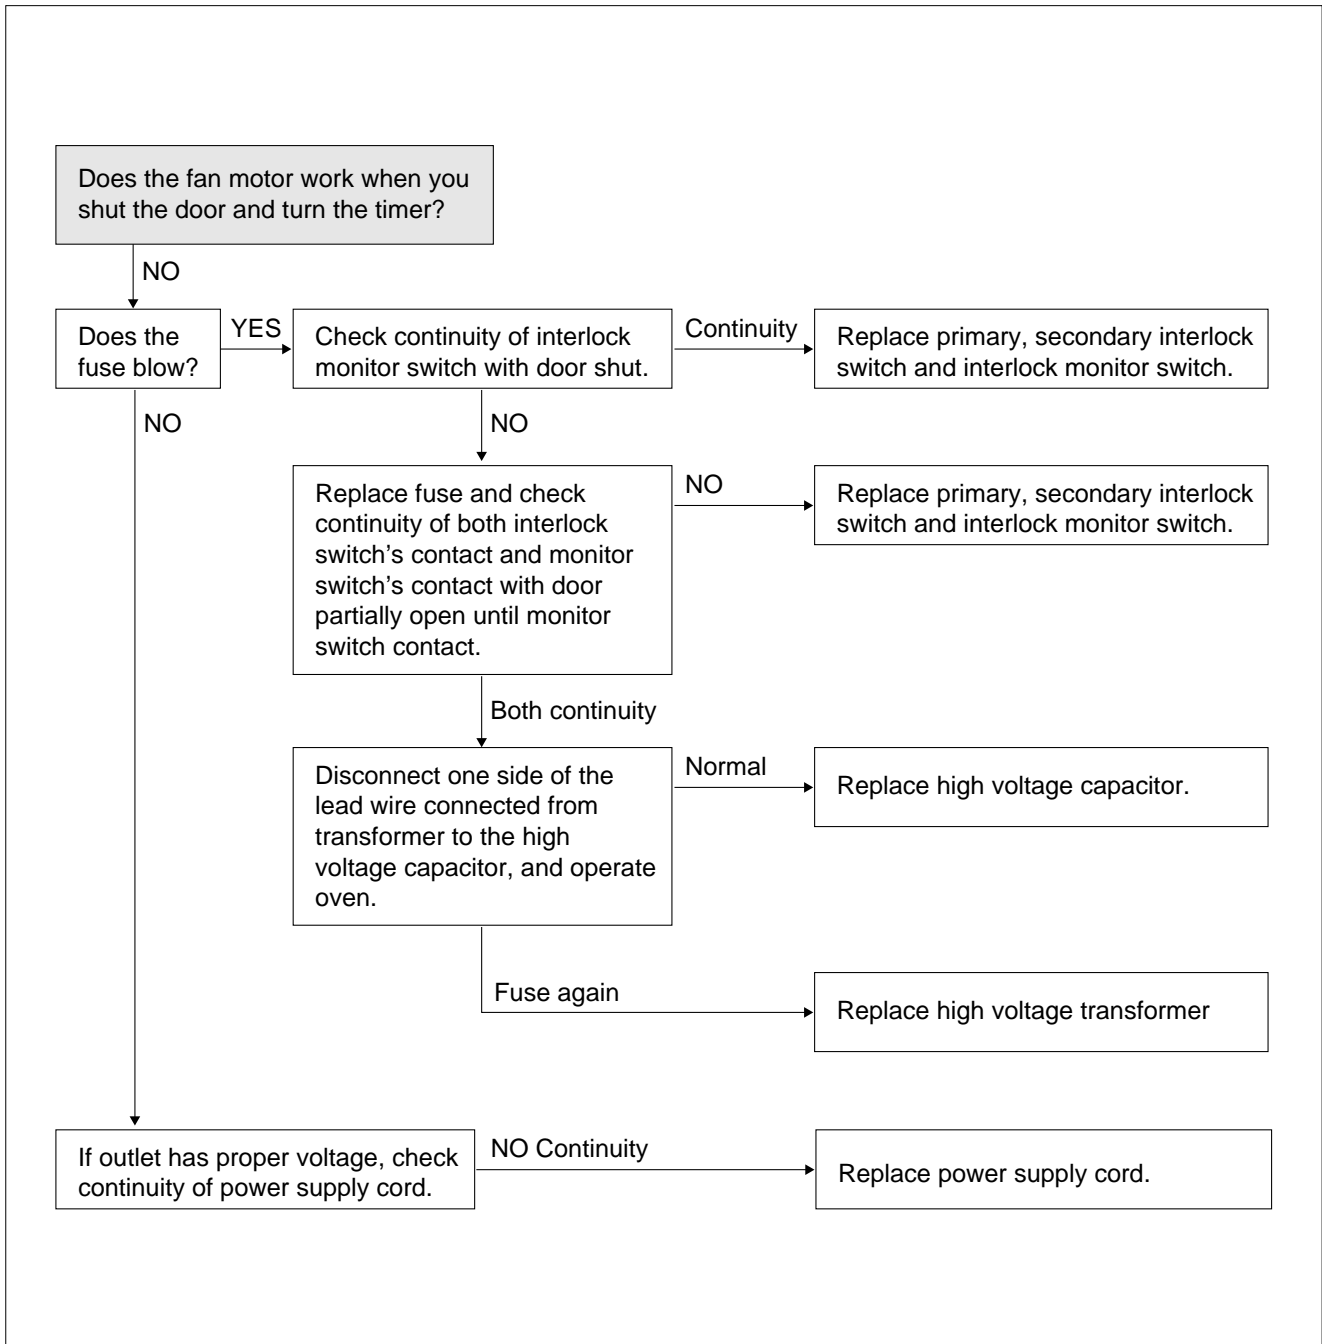 Does the fan motor work when you
shut the door and turn the timer?
NO
Does the
fuse blow?
YES
Check continuity of interlock
monitor switch with door shut.
Continuity
Replace primary, secondary interlock
switch and interlock monitor switch.
NO
NO
Replace fuse and check
continuity of both interlock
switch's contact and monitor
switch's contact with door
partially open until monitor
switch contact.
NO
Replace primary, secondary interlock
switch and interlock monitor switch.
Both continuity
Disconnect one side of the
lead wire connected from
transformer to the high
voltage capacitor, and operate
oven.
Normal
Replace high voltage capacitor.
Fuse again
Replace high voltage transformer
If outlet has proper voltage, check
continuity of power supply cord.
NO Continuity
Replace power supply cord.